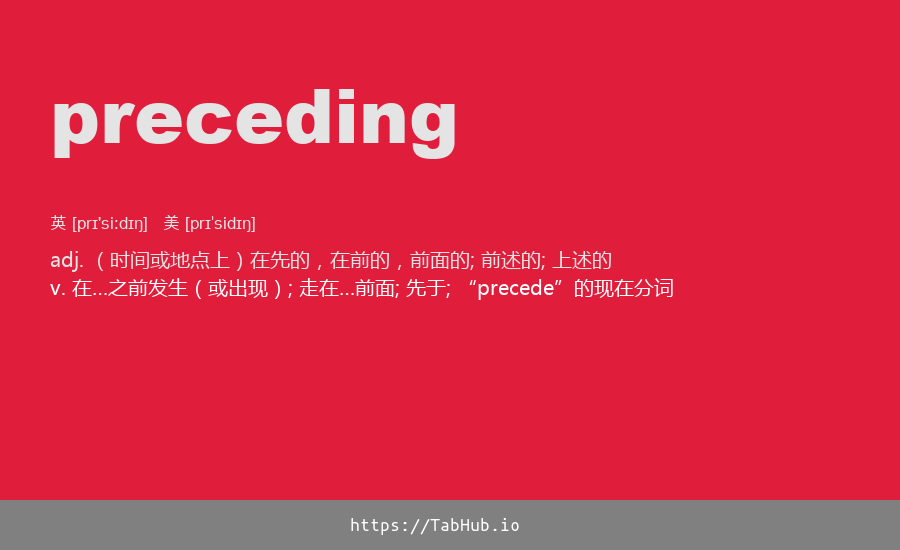 preceding
英 [prɪ'si:dɪŋ] 美 [prɪ'sidɪŋ]
adj. （时间或地点上）在先的，在前的，前面的; 前述的; 上述的
v. 在…之前发生（或出现）; 走在…前面; 先于; “precede”的现在分词
https://TabHub.io